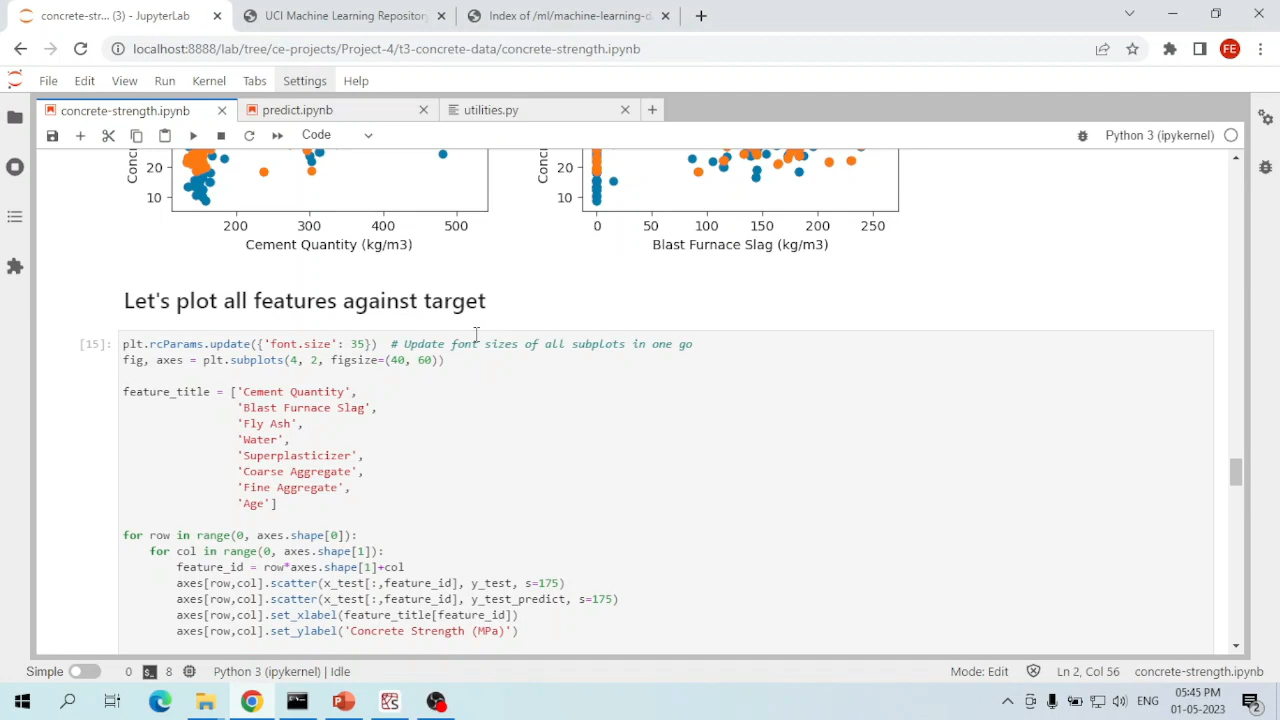 concrete-str... (3) - JupyterLab
UCI Machine Learning Repository
Index of /ml/machine-learning-da
localhost:8888/lab/tree/ce-projects/Project-4/t3-concrete-data/concrete-strength.ipynb
FE
File Edit View Run Kernel Tabs Settings Help
concrete-strength.ipynb
predict.ipynb
utilities.py
Code
Python 3 (ipykernel)
20
10
200 300 400 500
Cement Quantity (kg/m3)
Concr
20
10
0 50 100 150 200 250
Blast Furnace Slag (kg/m3)
Concr
Let's plot all features against target
[15]:
plt.rcParams.update({'font.size': 35})  # Update font sizes of all subplots in one go
fig, axes = plt.subplots(4, 2, figsize=(40, 60))
feature_title = ['Cement Quantity',
'Blast Furnace Slag',
'Fly Ash',
'Water',
'Superplasticizer',
'Coarse Aggregate',
'Fine Aggregate',
'Age']
for row in range(0, axes.shape[0]):
for col in range(0, axes.shape[1]):
feature_id = row*axes.shape[1]+col
axes[row,col].scatter(x_test[:,feature_id], y_test, s=175)
axes[row,col].scatter(x_test[:,feature_id], y_test_predict, s=175)
axes[row,col].set_xlabel(feature_title[feature_id])
axes[row,col].set_ylabel('Concrete Strength (MPa)')
Simple 0 8 Python 3 (ipykernel) | Idle
Mode: Edit Ln 2, Col 56 concrete-strength.ipynb
ENG
05:45 PM
01-05-2023
2